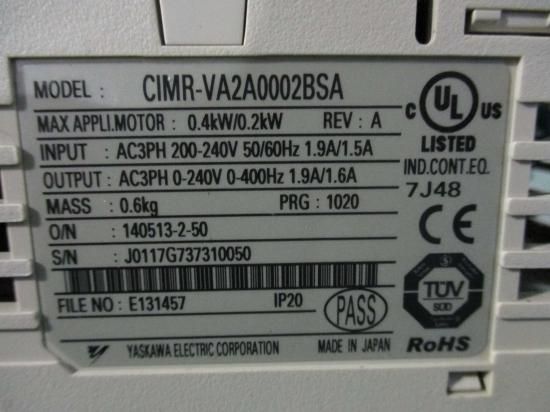 MODEL : CIMR-VA2A0002BSA
MAX APPLI.MOTOR : 0.4kW/0.2kW REV : A
INPUT : AC3PH 200-240V 50/60Hz 1.9A/1.5A
OUTPUT : AC3PH 0-240V 0-400Hz 1.9A/1.6A
MASS : 0.6kg PRG : 1020
O/N : 140513-2-50
S/N : J0117G737310050
FILE NO : E131457 IP20
PASS
YASKAWA ELECTRIC CORPORATION MADE IN JAPAN
C UL US
LISTED
IND.CONT.EQ.
7J48
CE
TÜV
SÜD
RoHS